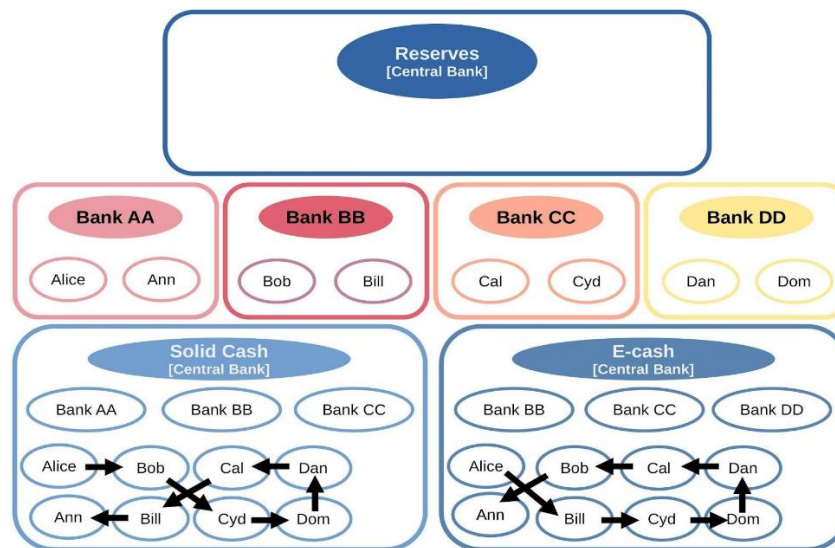 Reserves
[Central Bank]
Bank AA
Bank BB
Bank CC
Bank DD
Alice
Ann
Bob
Bill
Cal
Cyd
Dan
Dom
Solid Cash
[Central Bank]
Bank AA
Bank BB
Bank CC
Alice
Bob
Cal
Dan
Ann
Bill
Cyd
Dom
E-cash
[Central Bank]
Bank BB
Bank CC
Bank DD
Alice
Bob
Cal
Dan
Ann
Bill
Cyd
Dom